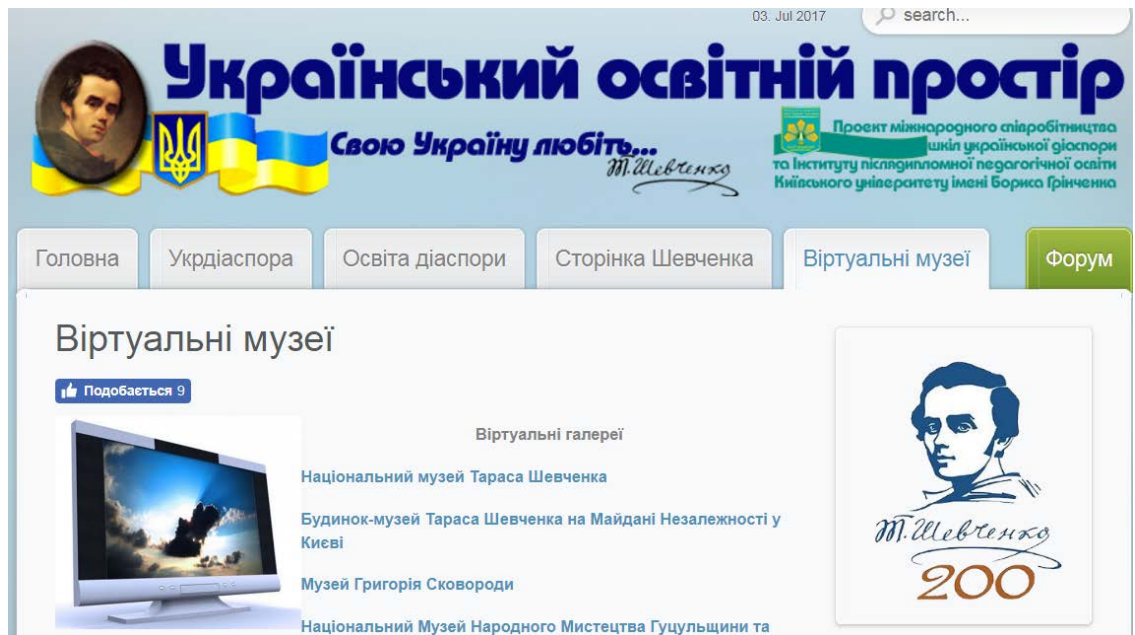 03. Jul 2017
search...
Український освітній простір
Свою Україну любіть...
Т.Шевченко
Проект міжнародного співробітництва
шкіл української діаспори
та Інституту післядипломної педагогічної освіти
Київського університету імені Бориса Грінченка
Головна
Укрдіаспора
Освіта діаспори
Сторінка Шевченка
Віртуальні музеї
Форум
Віртуальні музеї
Подобається 9
Віртуальні галереї
Національний музей Тараса Шевченка
Будинок-музей Тараса Шевченка на Майдані Незалежності у
Києві
Музей Григорія Сковороди
Національний Музей Народного Мистецтва Гуцульщини та
Т.Шевченко
200